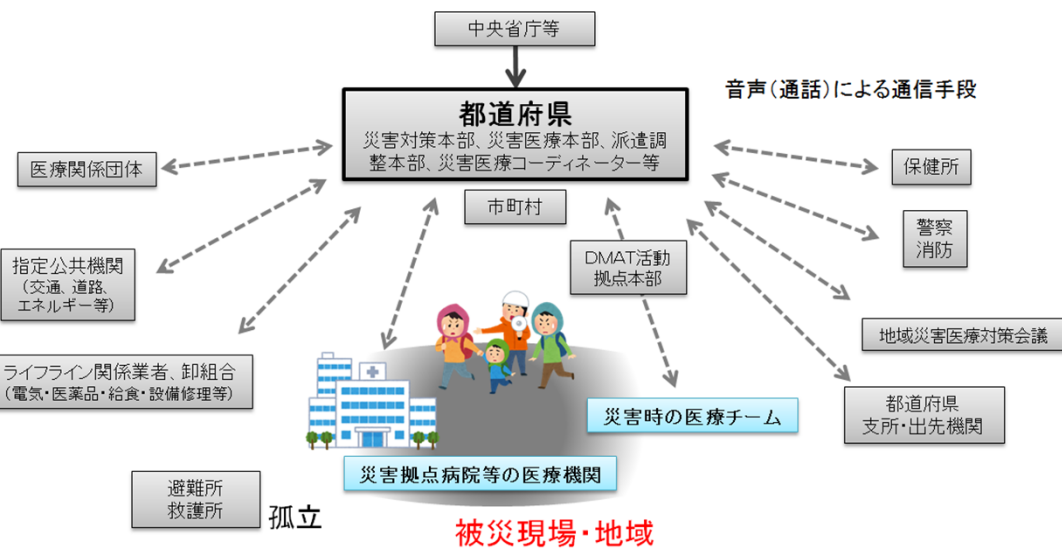 中央省庁等
音声(通話)による通信手段
都道府県
災害対策本部、災害医療本部、派遣調
整本部、災害医療コーディネーター等
医療関係団体
保健所
市町村
警察
消防
指定公共機関
(交通、道路、
エネルギー等)
DMAT活動
拠点本部
地域災害医療対策会議
ライフライン関係業者、卸組合
(電気・医薬品・給食・設備修理等)
災害時の医療チーム
都道府県
支所・出先機関
災害拠点病院等の医療機関
避難所
救護所
孤立
被災現場・地域